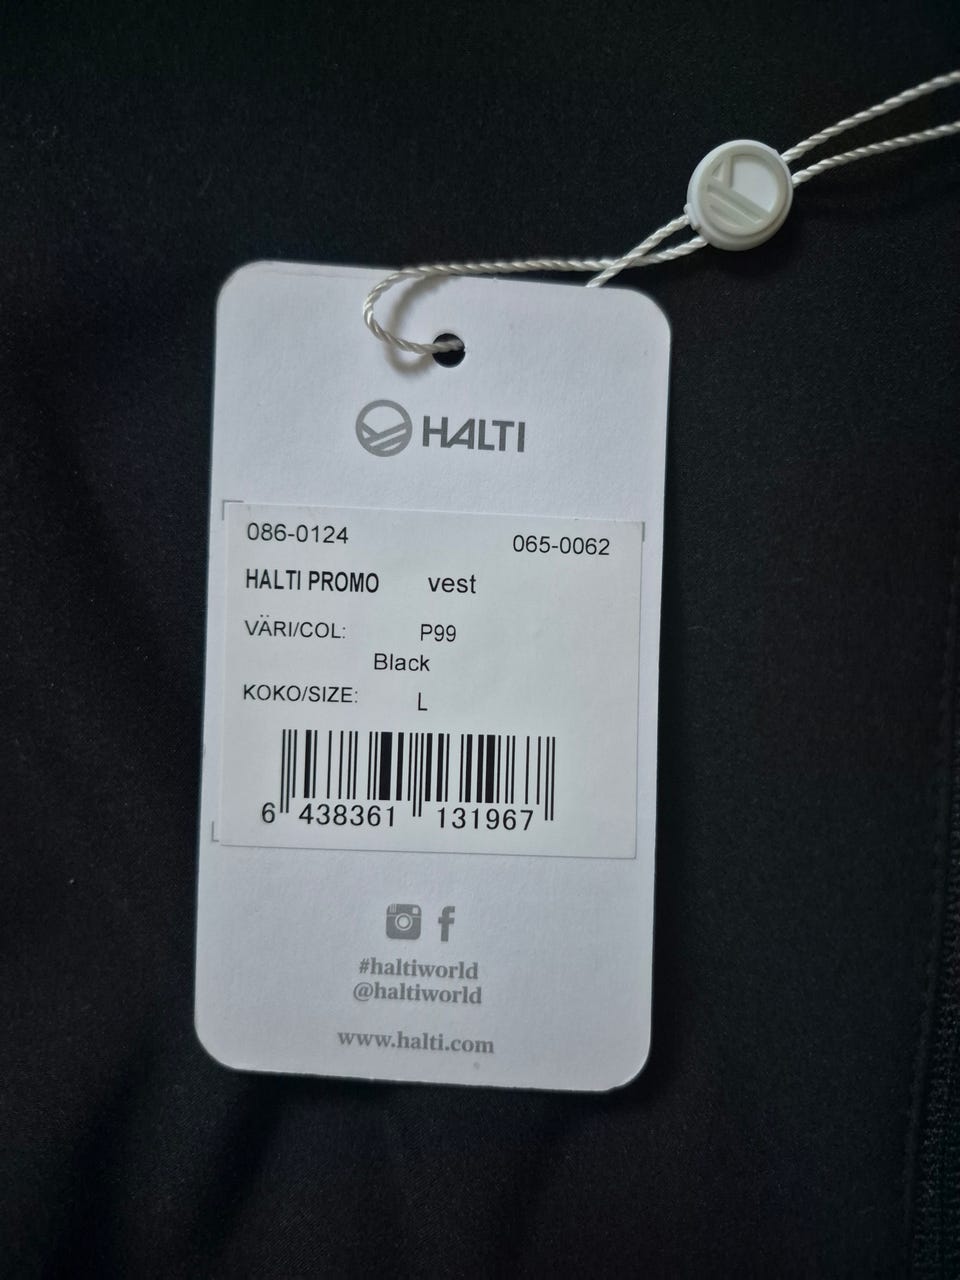 HALTI
086-0124 065-0062
HALTI PROMO vest
VÄRI/COL: P99
Black
KOKO/SIZE: L
6 438361 131967
#haltiworld
@haltiworld
www.halti.com